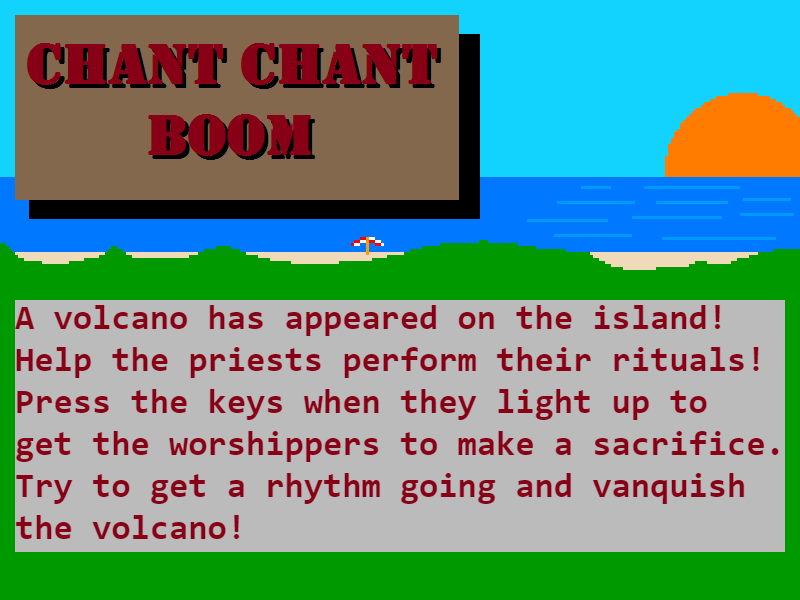 CHANT CHANT
BOOM
A volcano has appeared on the island!
Help the priests perform their rituals!
Press the keys when they light up to
get the worshippers to make a sacrifice.
Try to get a rhythm going and vanquish
the volcano!